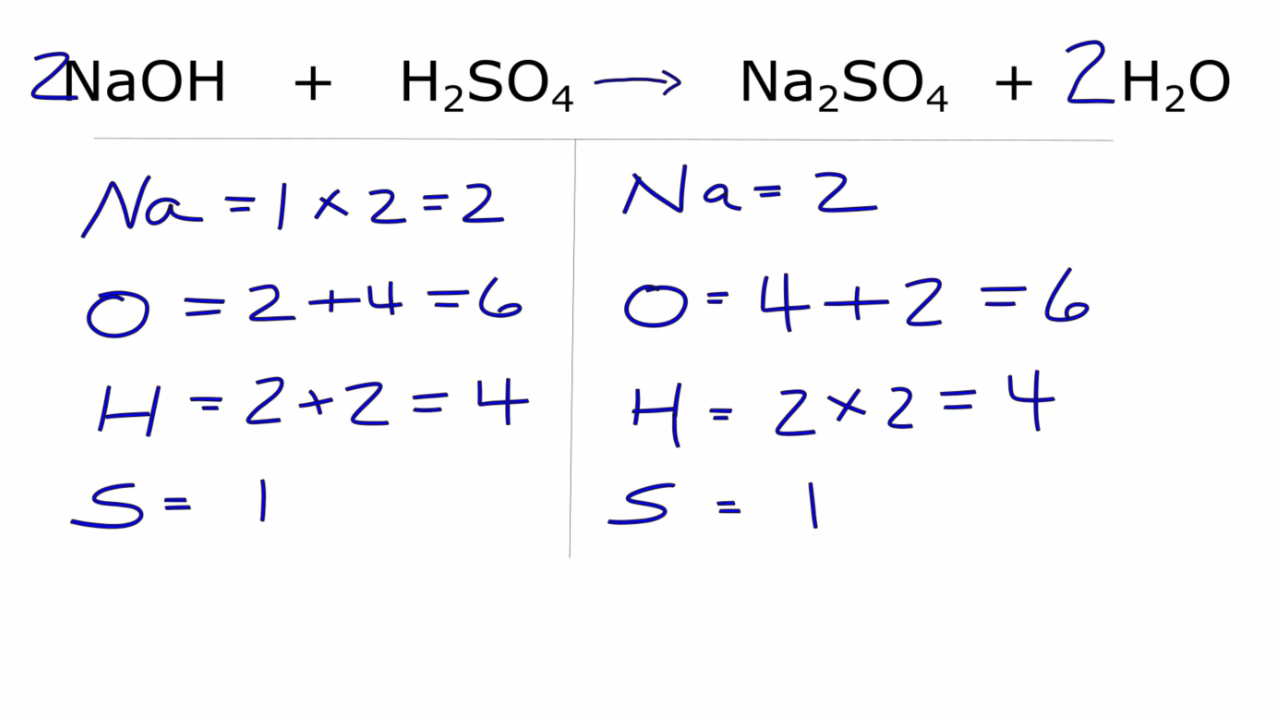 2NaOH + H₂SO₄ → Na₂SO₄ + 2H₂O
Na = 1 × 2 = 2
Na = 2
O = 2 + 4 = 6
O = 4 + 2 = 6
H = 2 + 2 = 4
H = 2 × 2 = 4
S = 1
S = 1